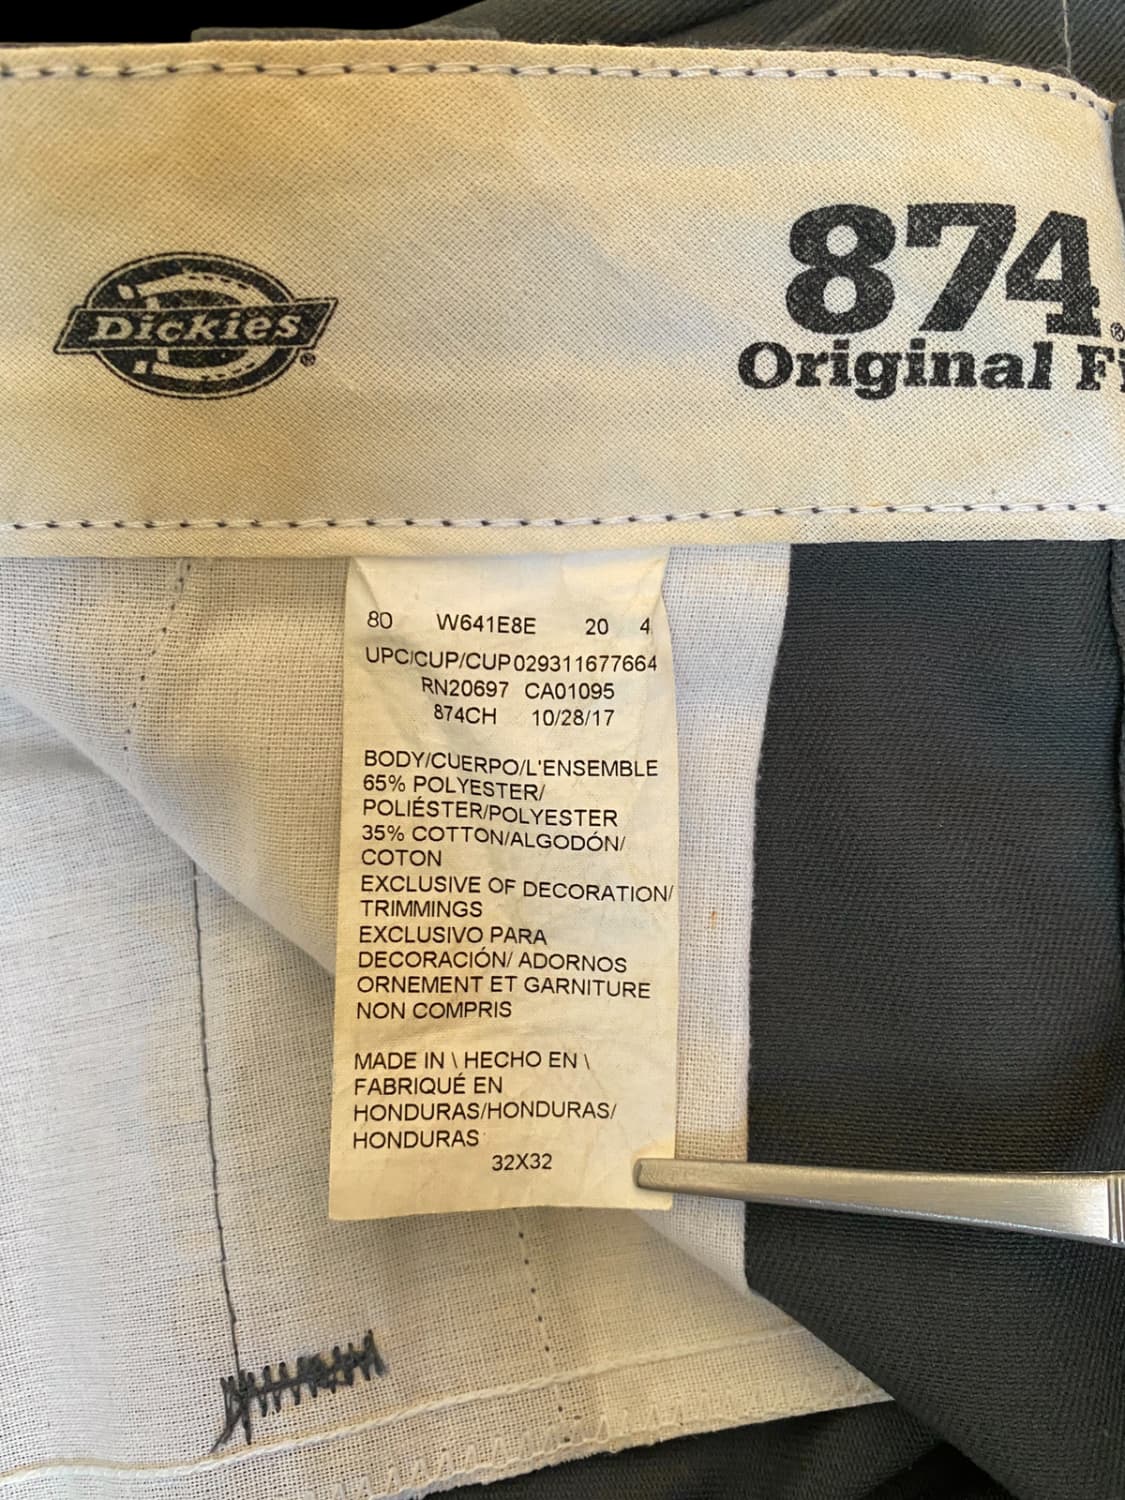 Dickies®
874®
Original Fi
80 W641E8E 20 4
UPC/CUP/CUP029311677664
RN20697 CA01095
874CH 10/28/17
BODY/CUERPO/L'ENSEMBLE
65% POLYESTER/
POLIÉSTER/POLYESTER
35% COTTON/ALGODÓN/
COTON
EXCLUSIVE OF DECORATION/
TRIMMINGS
EXCLUSIVO PARA
DECORACIÓN/ ADORNOS
ORNEMENT ET GARNITURE
NON COMPRIS
MADE IN \ HECHO EN \
FABRIQUÉ EN
HONDURAS/HONDURAS/
HONDURAS
32X32